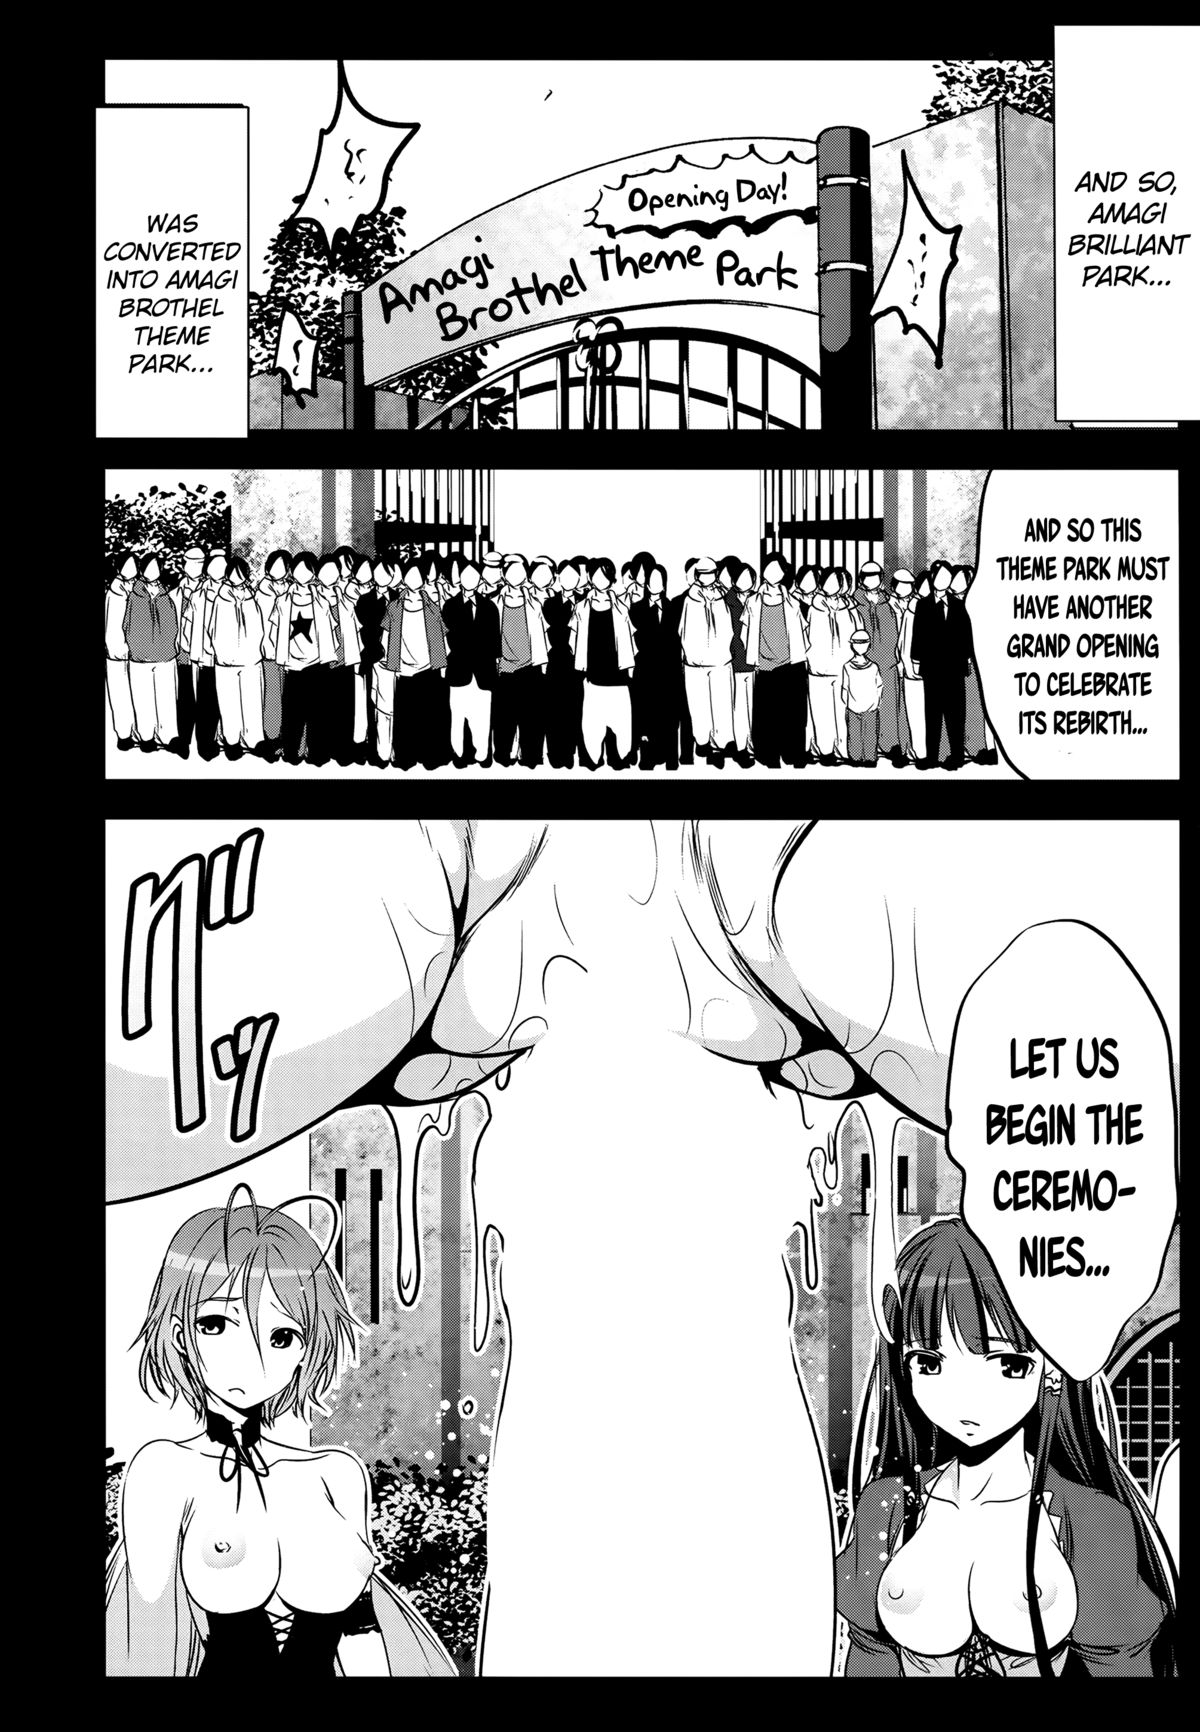 AND SO,
AMAGI
BRILLIANT
PARK...
Opening Day!
Amagi
Brothel Theme Park
WAS
CONVERTED
INTO AMAGI
BROTHEL
THEME
PARK...
AND SO THIS
THEME PARK MUST
HAVE ANOTHER
GRAND OPENING
TO CELEBRATE
ITS REBIRTH...
LET US
BEGIN THE
CEREMO-
NIES...
グッ